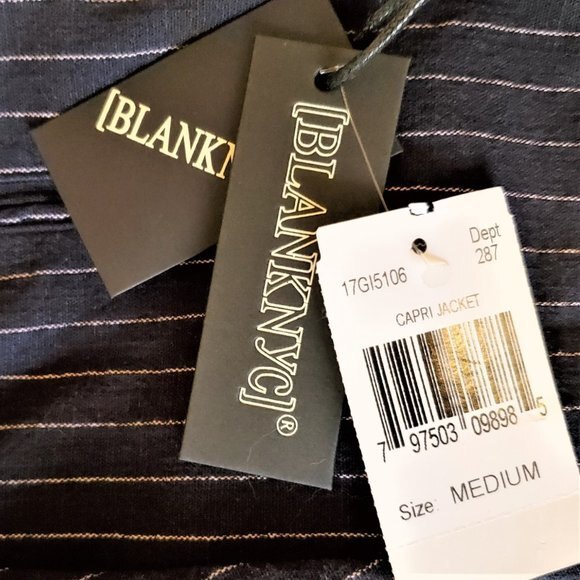 [BLANKN
[BLANKNYC]®
17GI5106
Dept
287
CAPRI JACKET
7 97503 09898 5
Size: MEDIUM